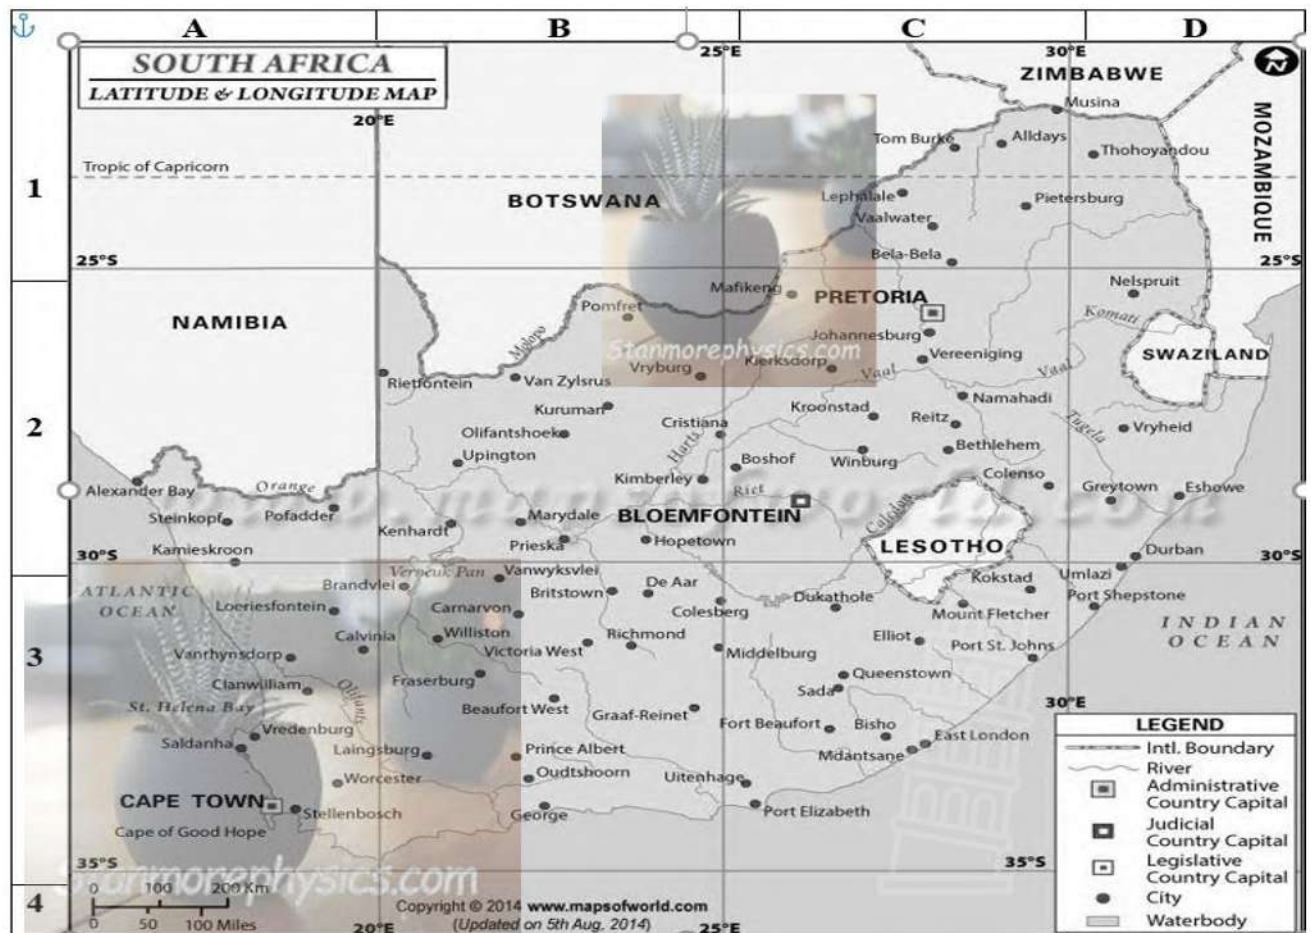 A B C D
SOUTH AFRICA
LATITUDE & LONGITUDE MAP
25°E
30°E
ZIMBABWE
20°E
Musina
Tom Burke
Alldays
Thohoyandou
MOZAMBIQUE
Tropic of Capricorn
1
BOTSWANA
Lephalale
Pietersburg
Vaalwater
Bela-Bela
25°S
25°S
Mafikeng
PRETORIA
Nelspruit
NAMIBIA
Pomfret
Komati
Molopo
Johannesburg
Stanmorephysics.com
Vereeniging
SWAZILAND
Vryburg
Klerksdorp
Vaal
Vaal
Rietfontein
Van Zylsrus
Kuruman
Namahadi
Kroonstad
Reitz
2
Olifantshoek
Cristiana
Tugela
Vryheid
Harts
Upington
Boshof
Winburg
Bethlehem
Kimberley
Colenso
Alexander Bay
Orange
Riet
Greytown
Eshowe
Steinkopf
Pofadder
Kenhardt
Marydale
BLOEMFONTEIN
Caledon
Kamieskroon
Prieska
Hopetown
LESOTHO
Durban
30°S
30°S
Verneuk Pan
Vanwyksvlei
Kokstad
Umlazi
ATLANTIC
OCEAN
Brandvlei
Britstown
De Aar
Port Shepstone
Loeriesfontein
Carnarvon
Colesberg
Dukathole
Mount Fletcher
INDIAN
OCEAN
Calvinia
Williston
Richmond
Elliot
Port St. Johns
3
Vanrhynsdorp
Victoria West
Middelburg
Clanwilliam
Olifants
Fraserburg
Queenstown
Sada
St. Helena Bay
Beaufort West
Graaf-Reinet
Fort Beaufort
Bisho
30°E
Vredenburg
East London
Saldanha
Laingsburg
Prince Albert
Mdantsane
Worcester
Oudtshoorn
Uitenhage
CAPE TOWN
Stellenbosch
George
Port Elizabeth
Cape of Good Hope
35°S
35°S
Stanmorephysics.com
0 100 200 Km
0 50 100 Miles
4
Copyright © 2014 www.mapsofworld.com
(Updated on 5th Aug, 2014)
20°E
25°E
LEGEND
Intl. Boundary
River
Administrative
Country Capital
Judicial
Country Capital
Legislative
Country Capital
City
Waterbody